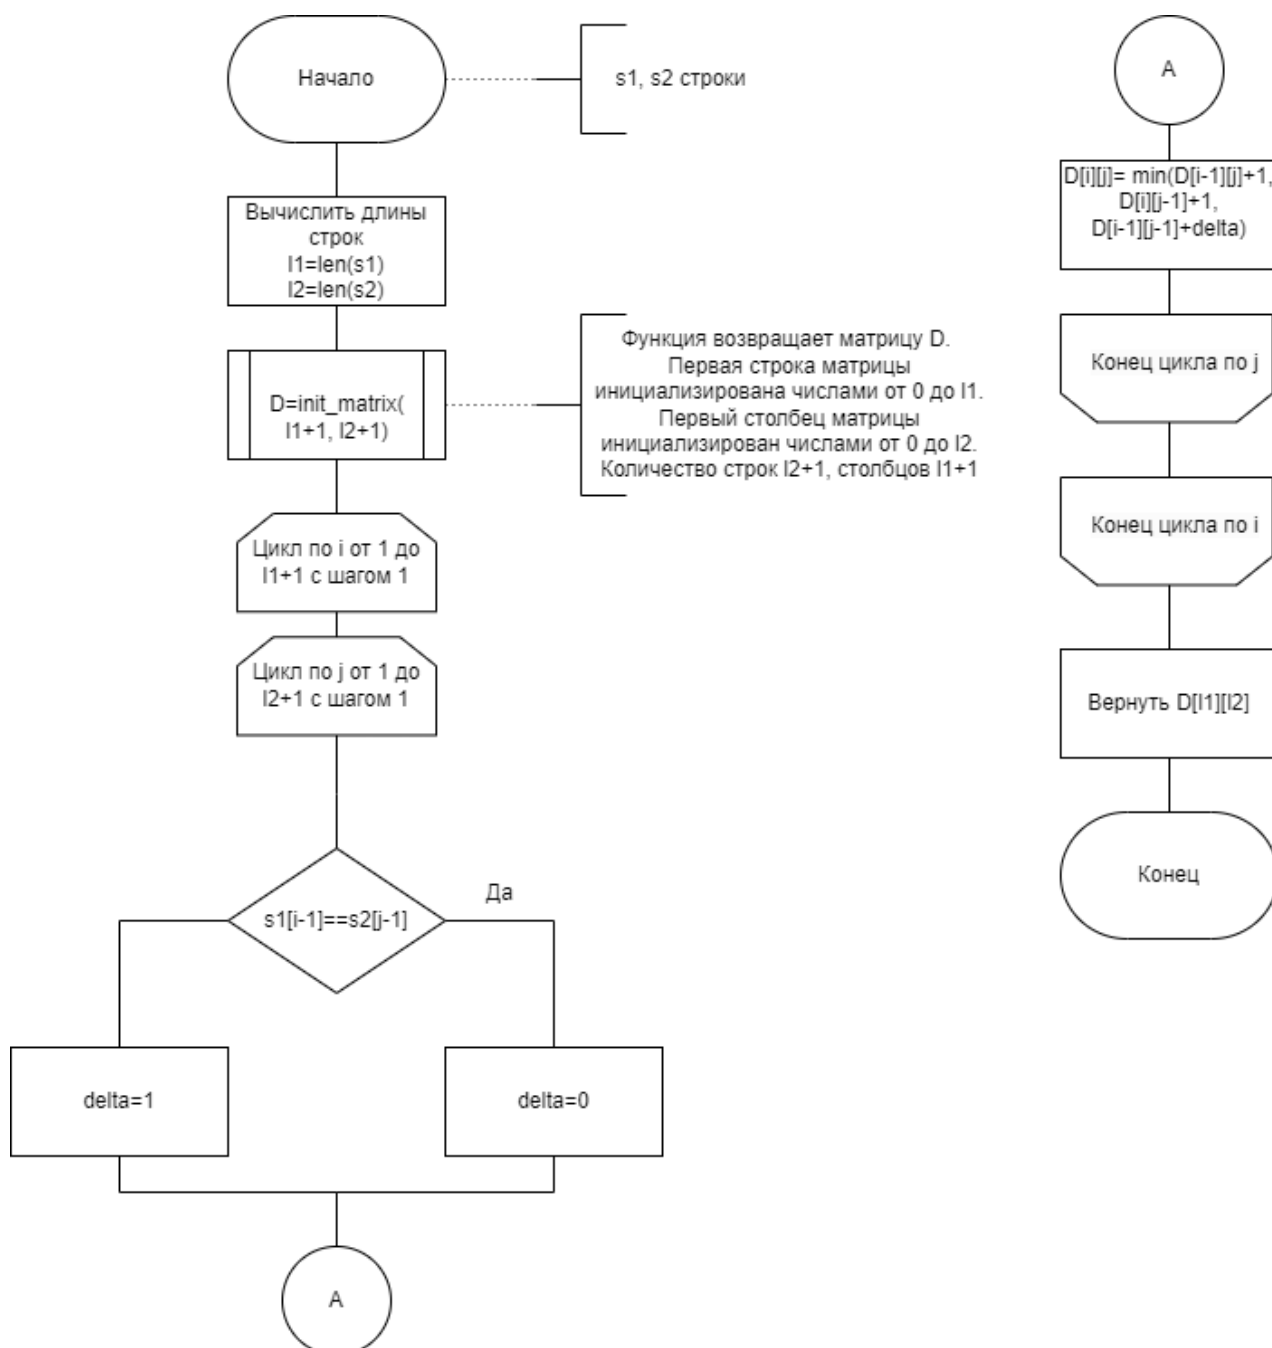 Начало
s1, s2 строки
Вычислить длины
строк
l1=len(s1)
l2=len(s2)
D=init_matrix(
l1+1, l2+1)
Функция возвращает матрицу D.
Первая строка матрицы
инициализирована числами от 0 до l1.
Первый столбец матрицы
инициализирован числами от 0 до l2.
Количество строк l2+1, столбцов l1+1
Цикл по i от 1 до
l1+1 с шагом 1
Цикл по j от 1 до
l2+1 с шагом 1
s1[i-1]==s2[j-1]
Да
delta=1
delta=0
A
A
D[i][j]= min(D[i-1][j]+1,
D[i][j-1]+1,
D[i-1][j-1]+delta)
Конец цикла по j
Конец цикла по i
Вернуть D[l1][l2]
Конец